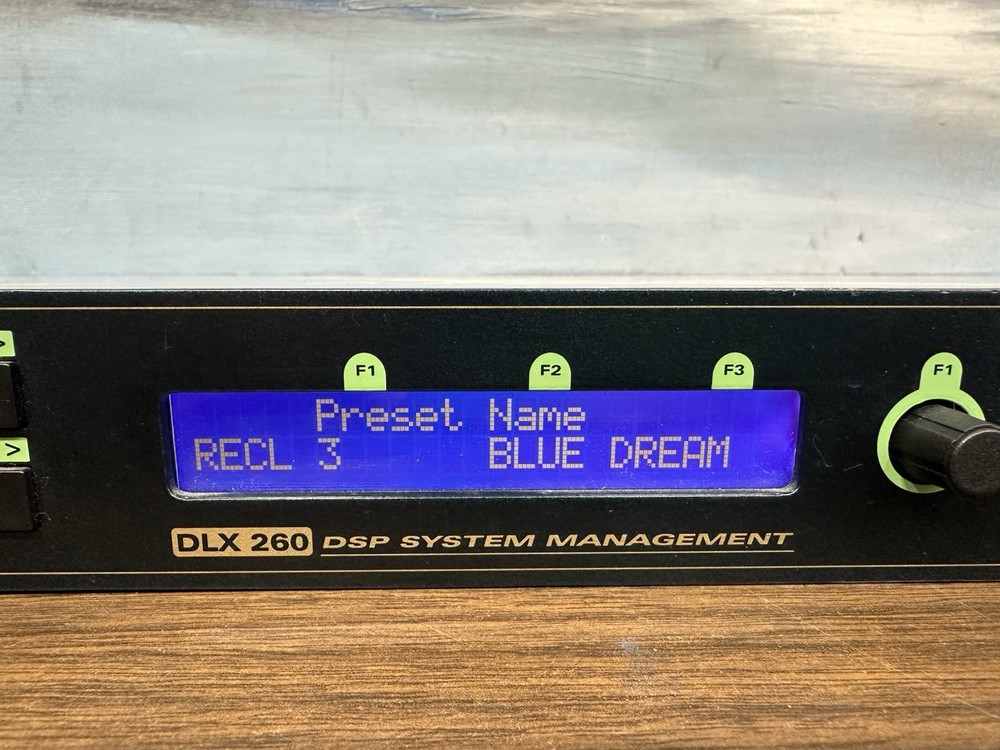 >
>
F1 F2 F3 F1
Preset Name
RECL 3 BLUE DREAM
DLX 260 DSP SYSTEM MANAGEMENT